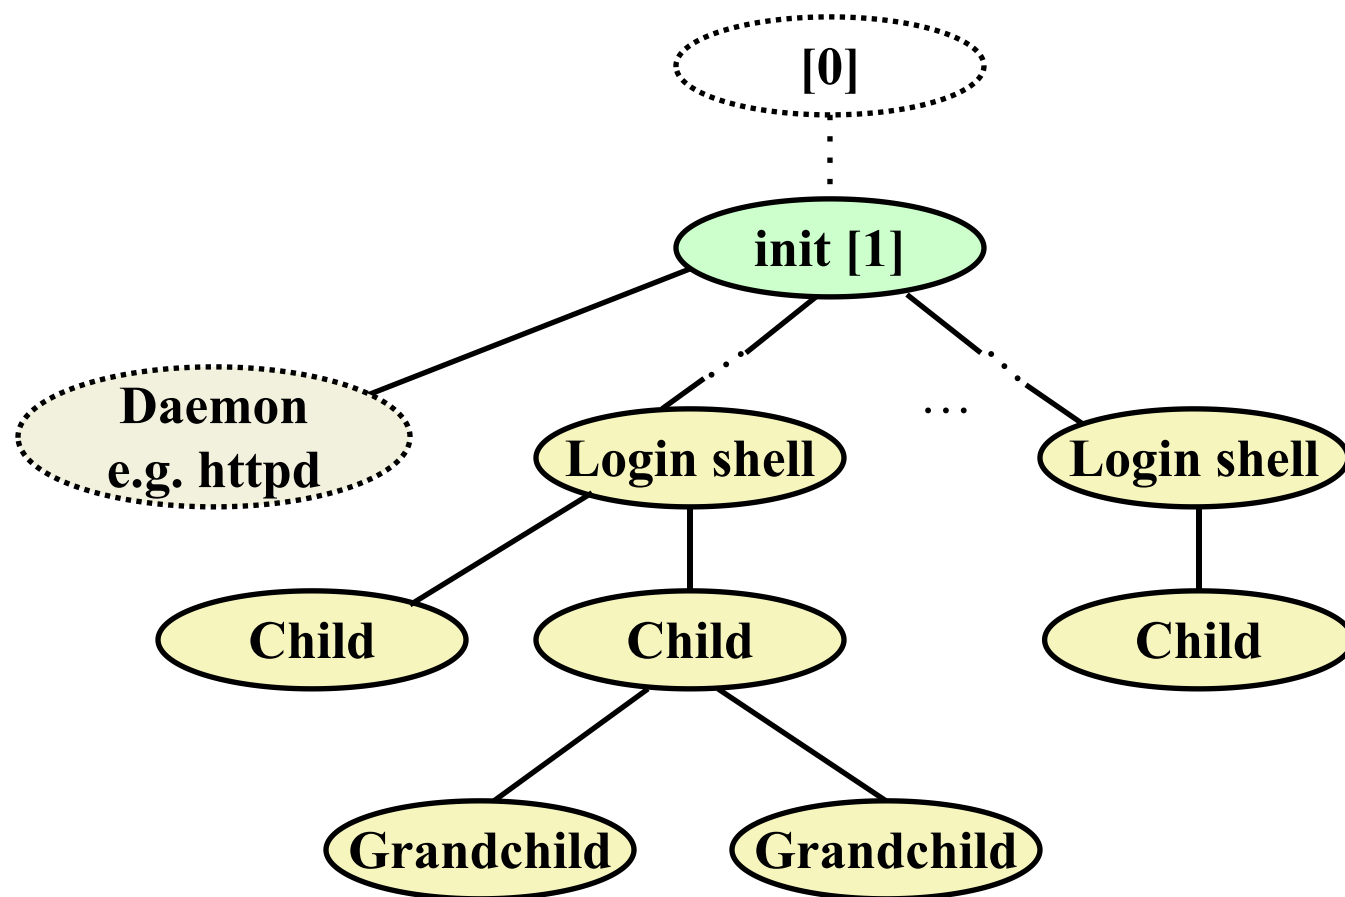 [0]
init [1]
Daemon
e.g. httpd
Login shell
...
Login shell
Child
Child
Child
Grandchild
Grandchild